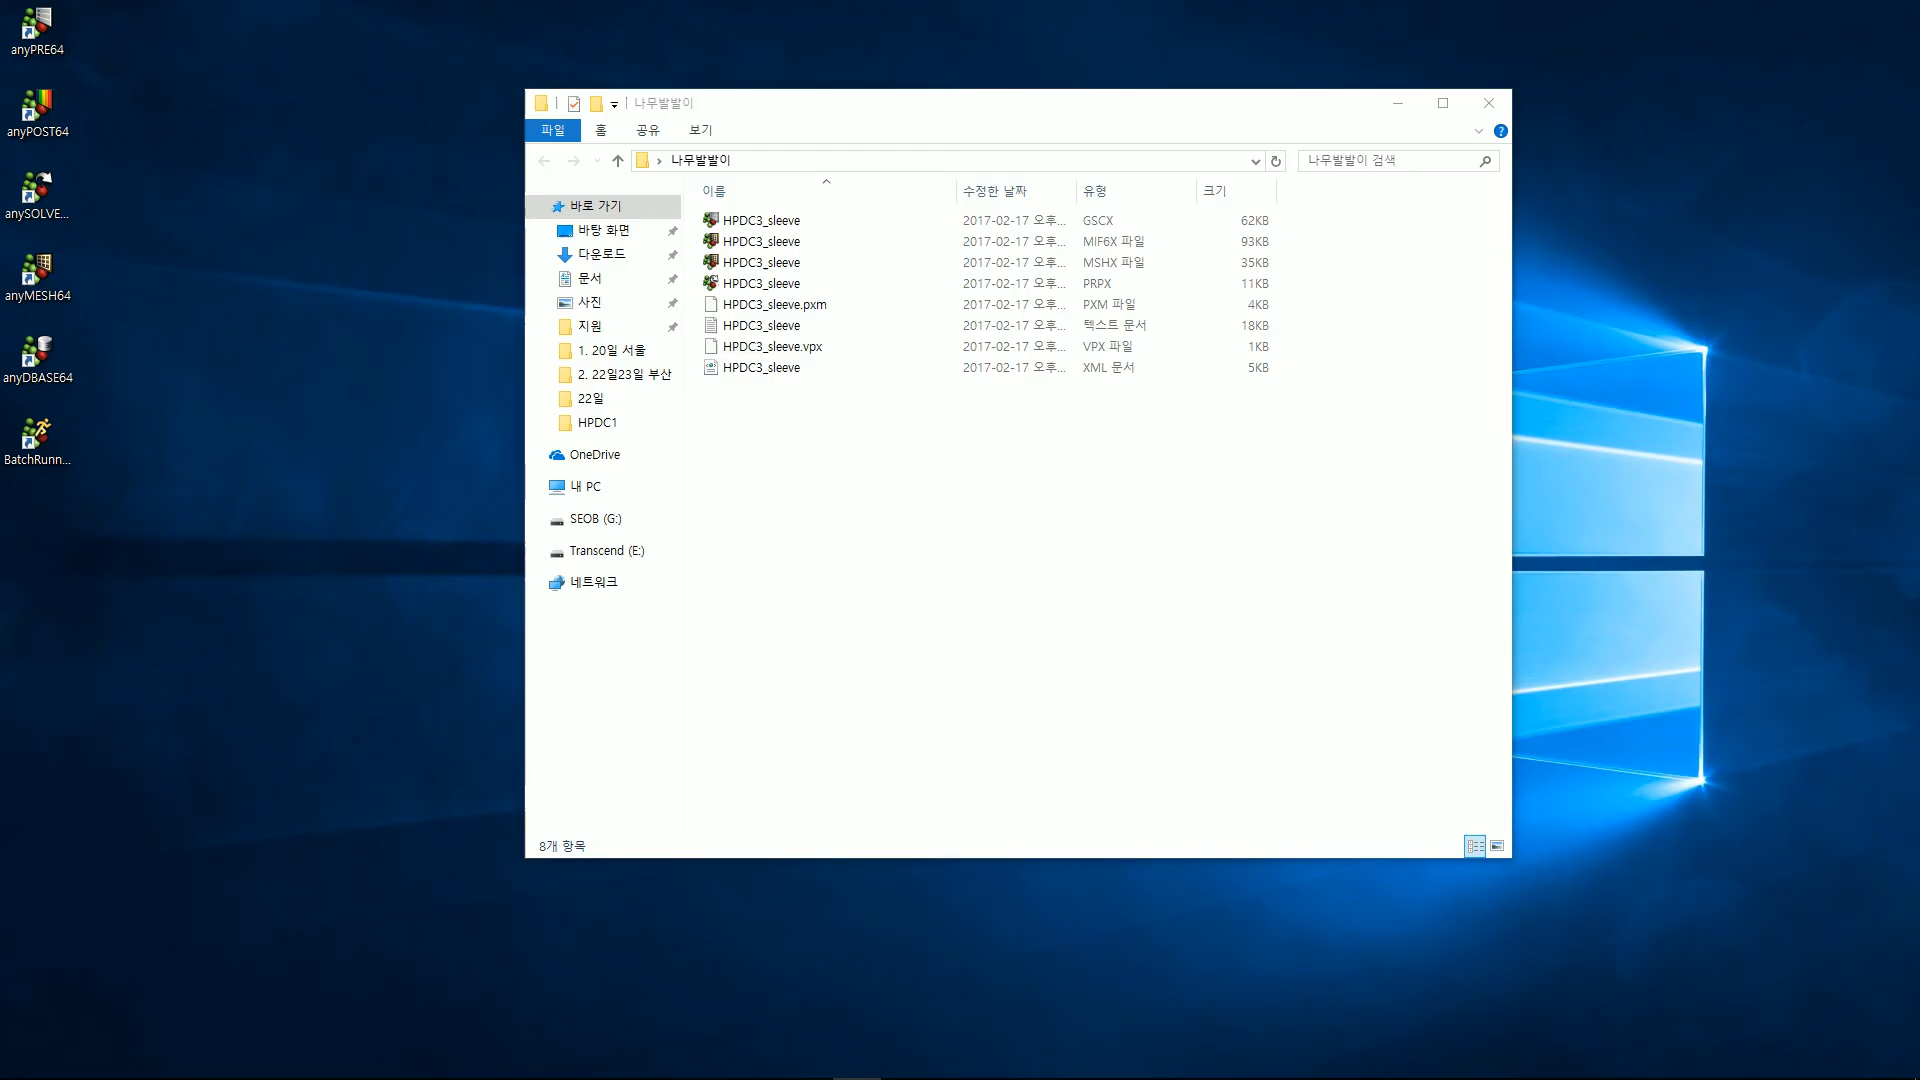 anyPRE64
anyPOST64
anySOLVE...
anyMESH64
anyDBASE64
BatchRunn...
나무발발이
파일 홈 공유 보기
나무발발이
나무발발이 검색
이름 수정한 날짜 유형 크기
바로 가기
바탕 화면
다운로드
문서
사진
지원
1. 20일 서울
2. 22일23일 부산
22일
HPDC1
OneDrive
내 PC
SEOB (G:)
Transcend (E:)
네트워크
HPDC3_sleeve 2017-02-17 오후... GSCX 62KB
HPDC3_sleeve 2017-02-17 오후... MIF6X 파일 93KB
HPDC3_sleeve 2017-02-17 오후... MSHX 파일 35KB
HPDC3_sleeve 2017-02-17 오후... PRPX 11KB
HPDC3_sleeve.pxm 2017-02-17 오후... PXM 파일 4KB
HPDC3_sleeve 2017-02-17 오후... 텍스트 문서 18KB
HPDC3_sleeve.vpx 2017-02-17 오후... VPX 파일 1KB
HPDC3_sleeve 2017-02-17 오후... XML 문서 5KB
8개 항목